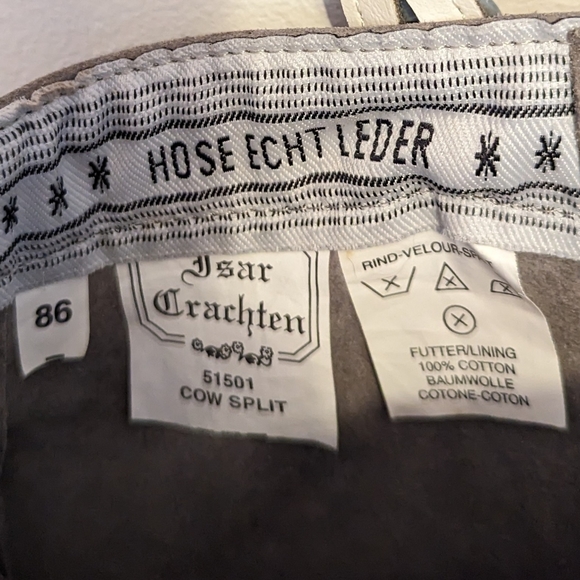 HOSE ECHT LEDER
86
Isar
Trachten
51501
COW SPLIT
RIND-VELOUR-
FUTTER/LINING
100% COTTON
BAUMWOLLE
COTONE-COTON